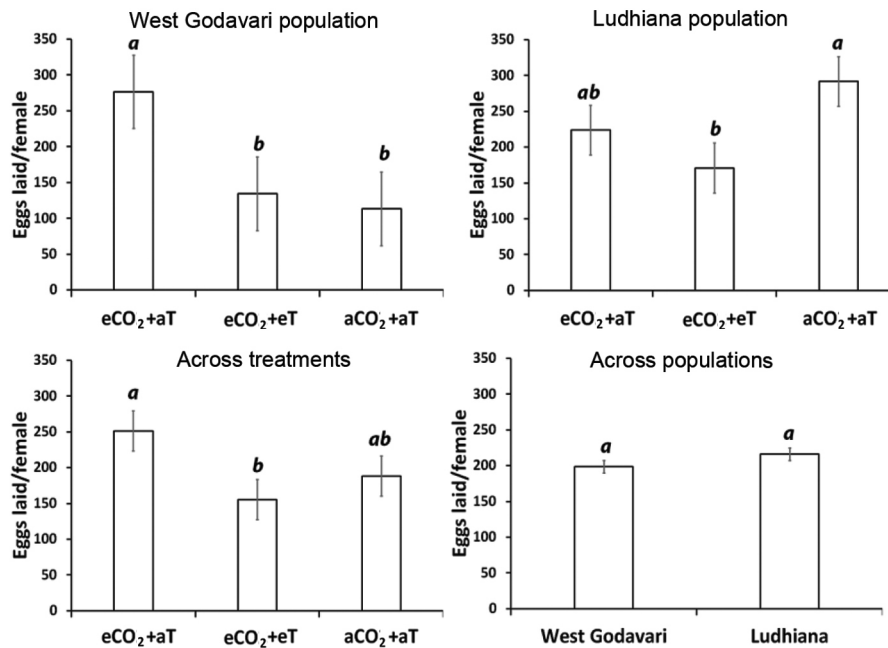 West Godavari population
Eggs laid/female
350
300
250
200
150
100
50
0
a
b
b
eCO₂+aT
eCO₂+eT
aCO₂+aT
Ludhiana population
Eggs laid/female
350
300
250
200
150
100
50
0
ab
b
a
eCO₂+aT
eCO₂+eT
aCO₂+aT
Across treatments
Eggs laid/female
350
300
250
200
150
100
50
0
a
b
ab
eCO₂+aT
eCO₂+eT
aCO₂+aT
Across populations
Eggs laid/female
350
300
250
200
150
100
50
0
a
a
West Godavari
Ludhiana